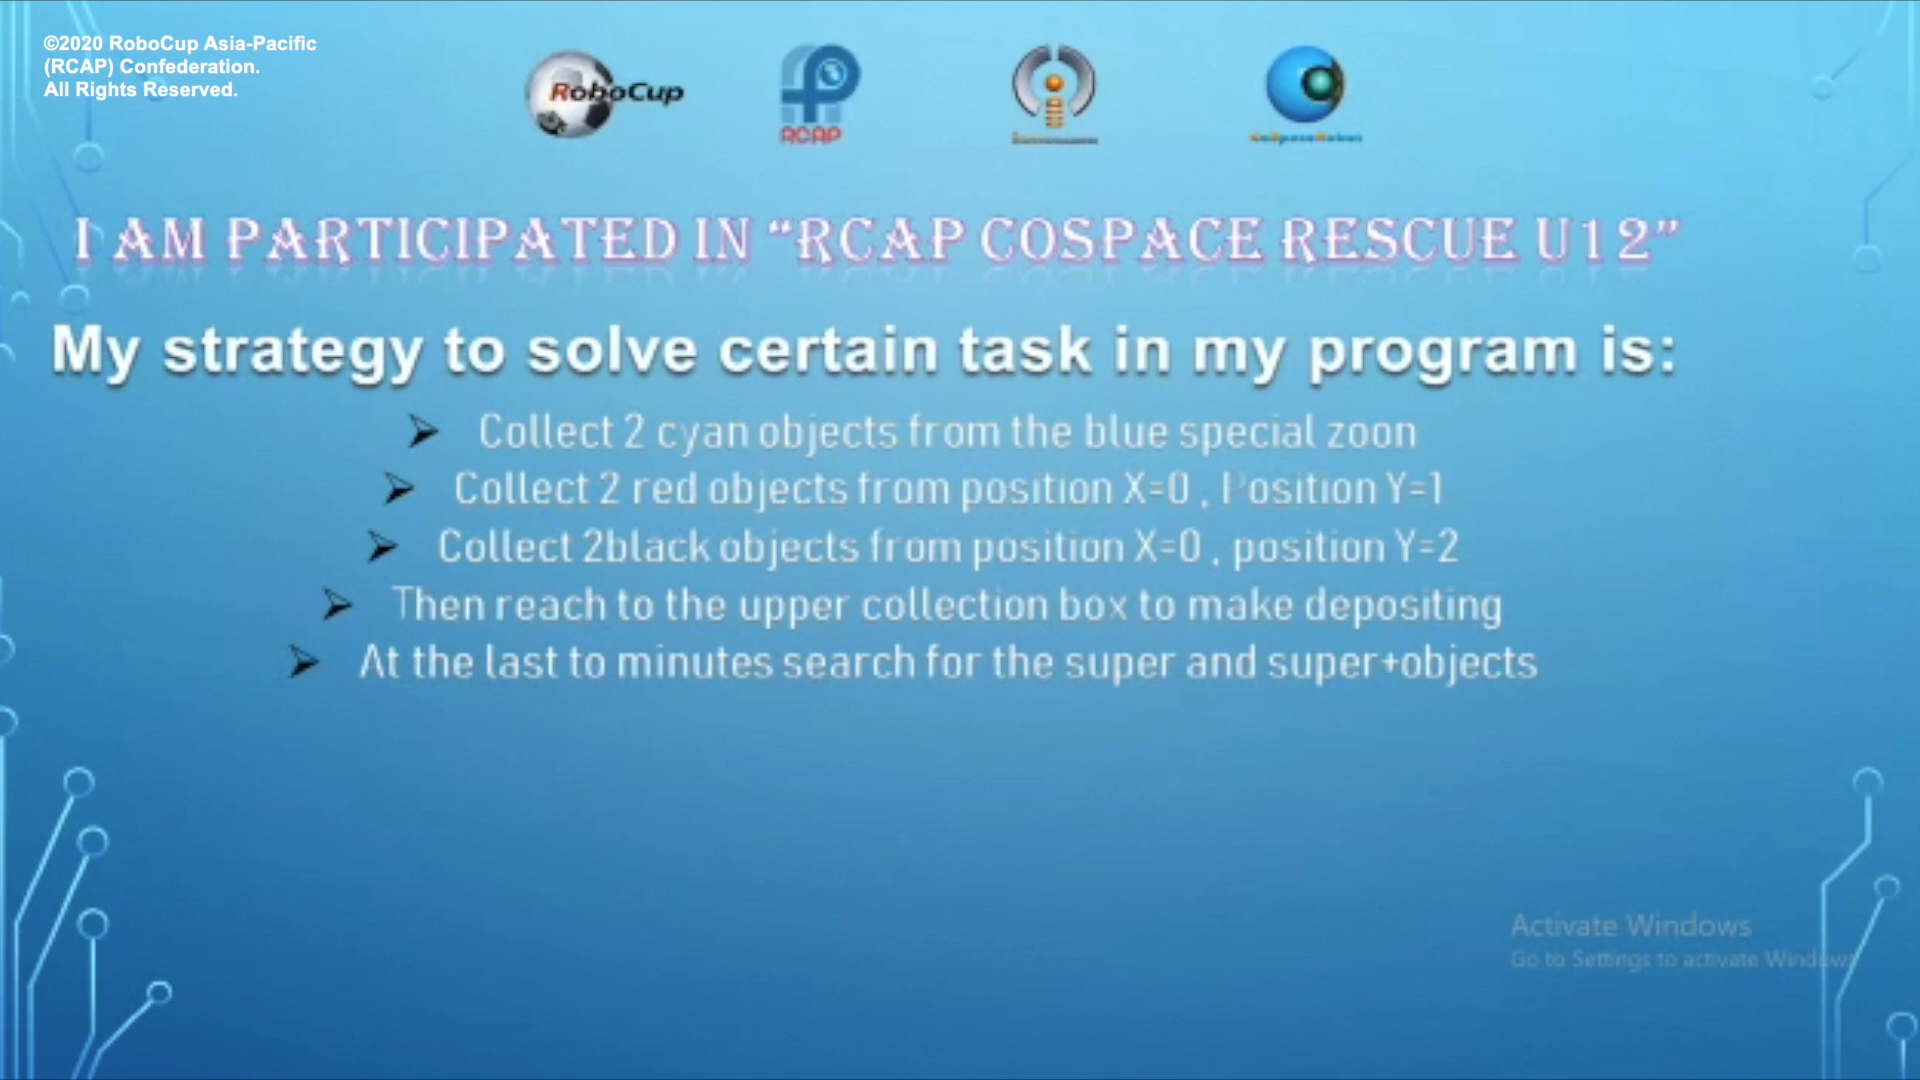 ©2020 RoboCup Asia-Pacific
(RCAP) Confederation.
All Rights Reserved.
RoboCup
RCAP
CoSpaceRobot
I AM PARTICIPATED IN “RCAP COSPACE RESCUE U12”
My strategy to solve certain task in my program is:
Collect 2 cyan objects from the blue special zoon
Collect 2 red objects from position X=0 , Position Y=1
Collect 2black objects from position X=0 , position Y=2
Then reach to the upper collection box to make depositing
At the last to minutes search for the super and super+objects
Activate Windows
Go to Settings to activate Windows